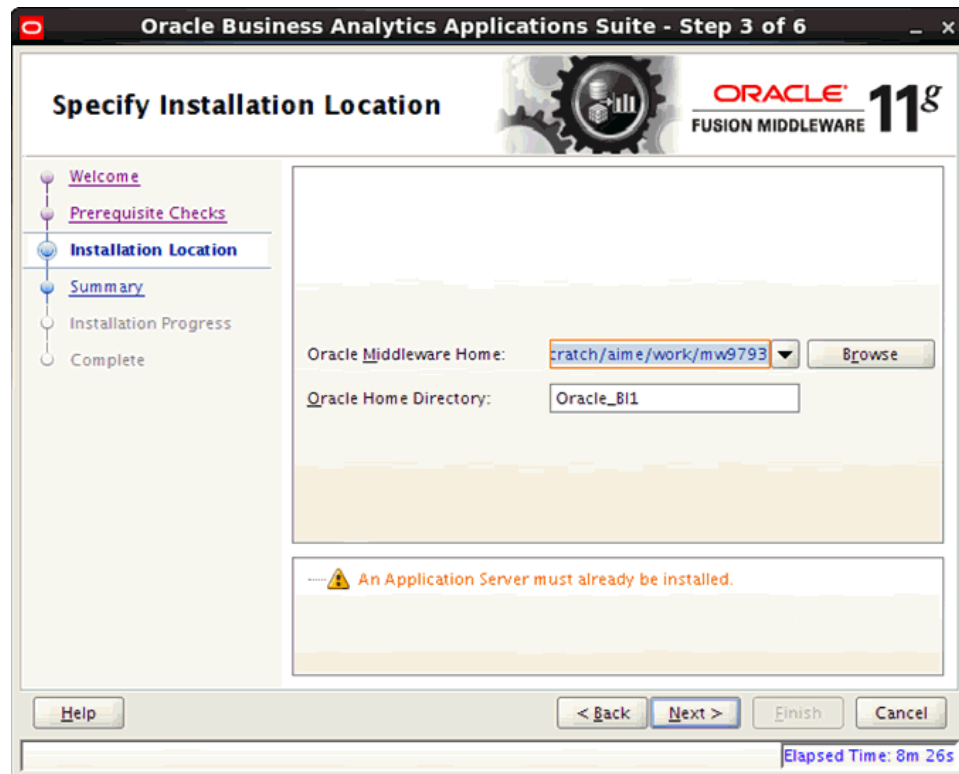 Oracle Business Analytics Applications Suite - Step 3 of 6
Specify Installation Location
ORACLE
FUSION MIDDLEWARE
11g
Welcome
Prerequisite Checks
Installation Location
Summary
Installation Progress
Complete
Oracle Middleware Home: cratch/aime/work/mw9793 Browse
Oracle Home Directory: Oracle_BI1
An Application Server must already be installed.
Help < Back Next > Finish Cancel
Elapsed Time: 8m 26s